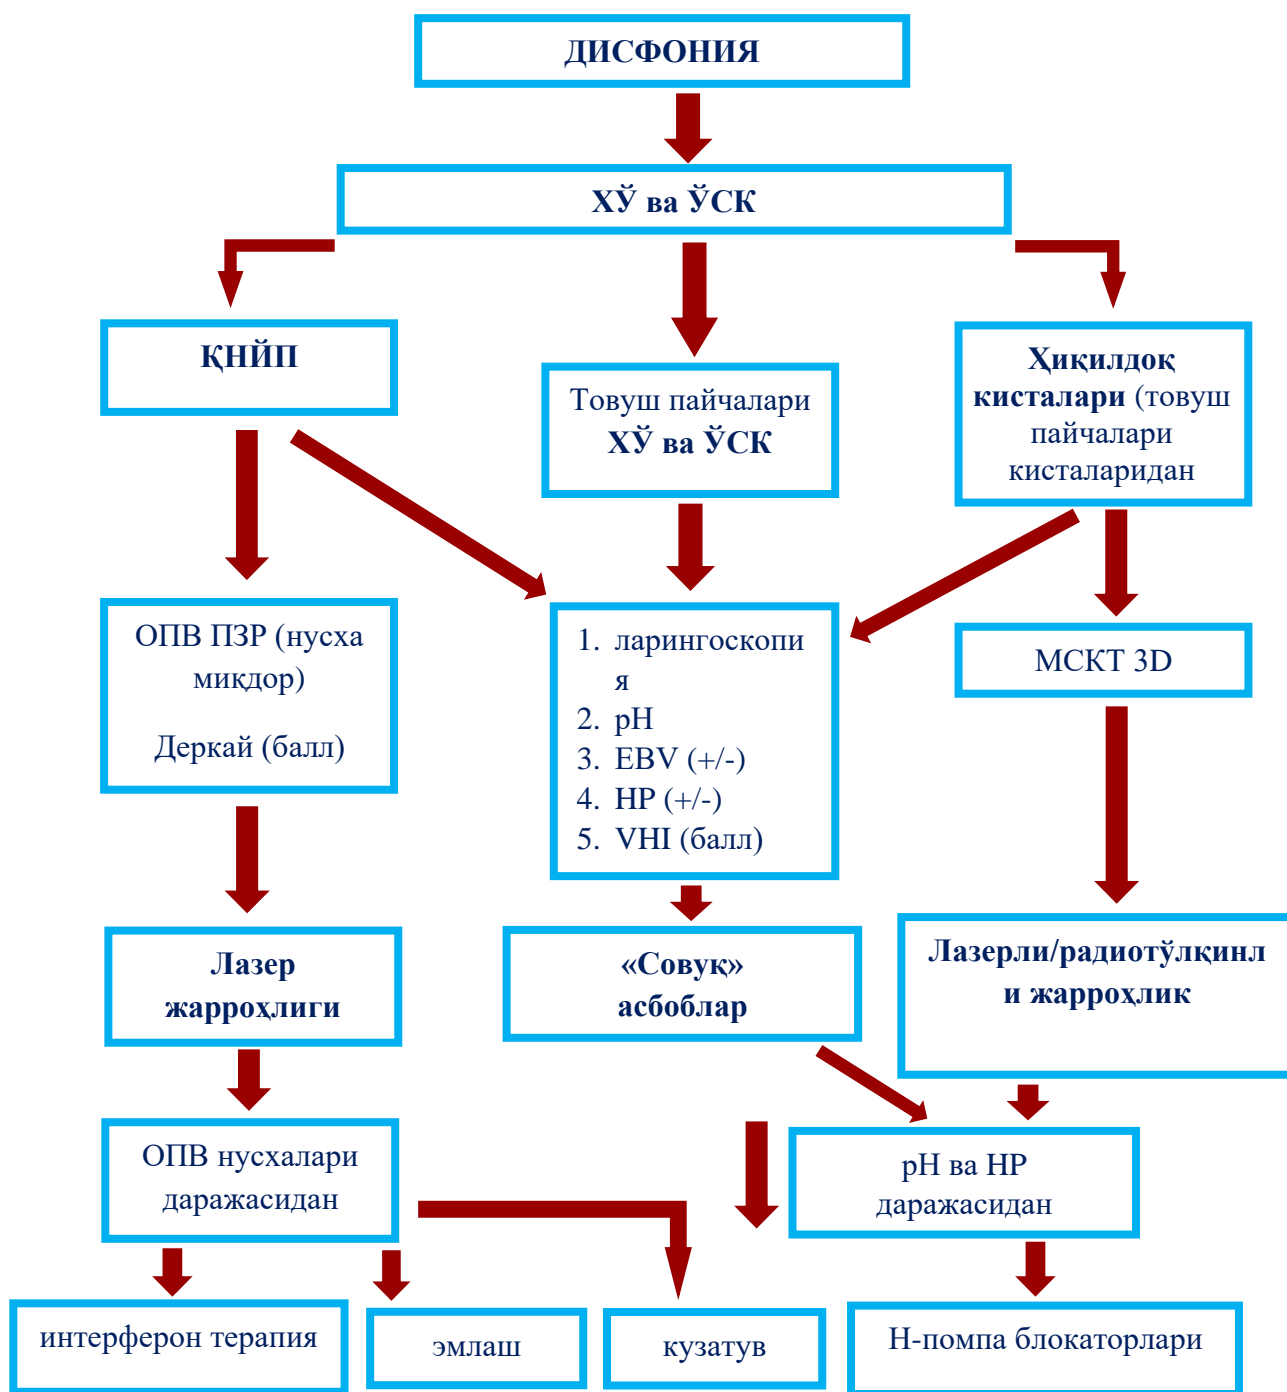 ДИСФОНИЯ
ХЎ ва ЎСК
ҚНЙП
Товуш пайчалари
ХЎ ва ЎСК
Ҳиқилдоқ
кисталари (товуш
пайчалари
кисталаридан
ОПВ ПЗР (нусха
микдор)
Деркай (балл)
1. ларингоскопи
я
2. pH
3. EBV (+/-)
4. HP (+/-)
5. VHI (балл)
МСКТ 3D
Лазер
жарроҳлиги
«Совуқ»
асбоблар
Лазерли/радиотўлқинл
и жарроҳлик
ОПВ нусхалари
даражасидан
pH ва HP
даражасидан
интерферон терапия
эмлаш
кузатув
Н-помпа блокаторлари